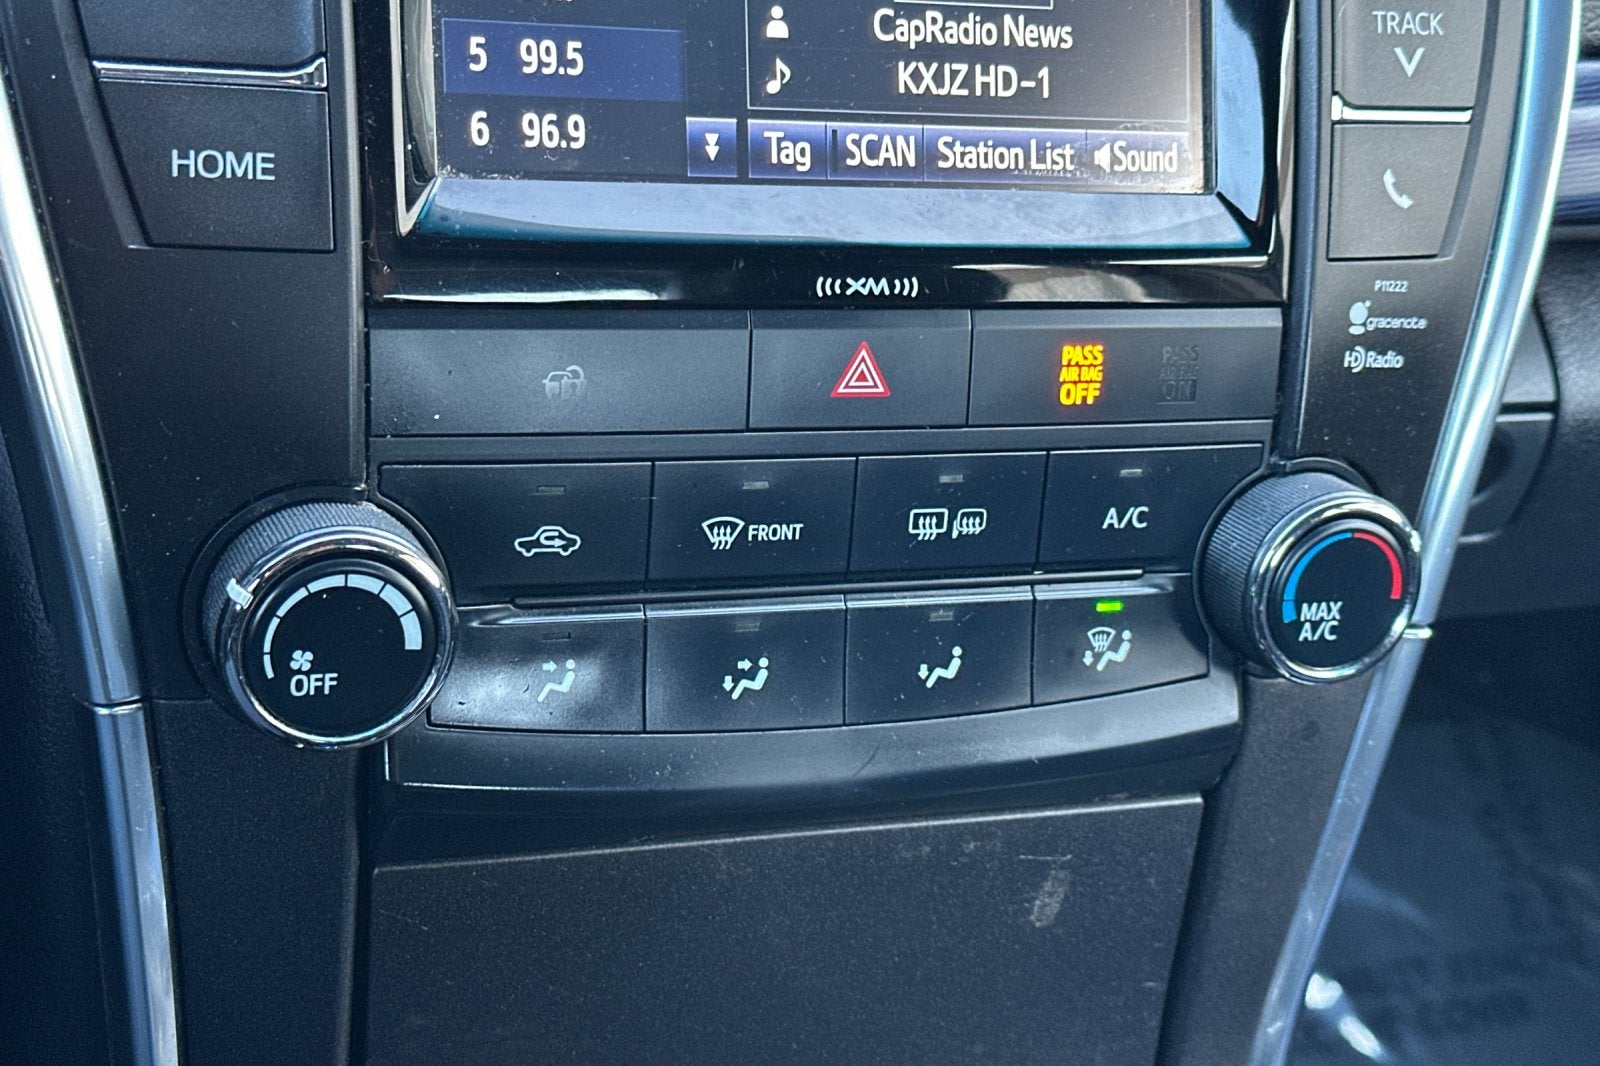 CapRadio News
5 99.5
KXJZ HD-1
6 96.9
Tag
SCAN
Station List
Sound
TRACK
HOME
XM
P11222
gracenote
HD Radio
PASS
AIR BAG
OFF
PASS
AIR BAG
ON
FRONT
A/C
OFF
MAX
A/C